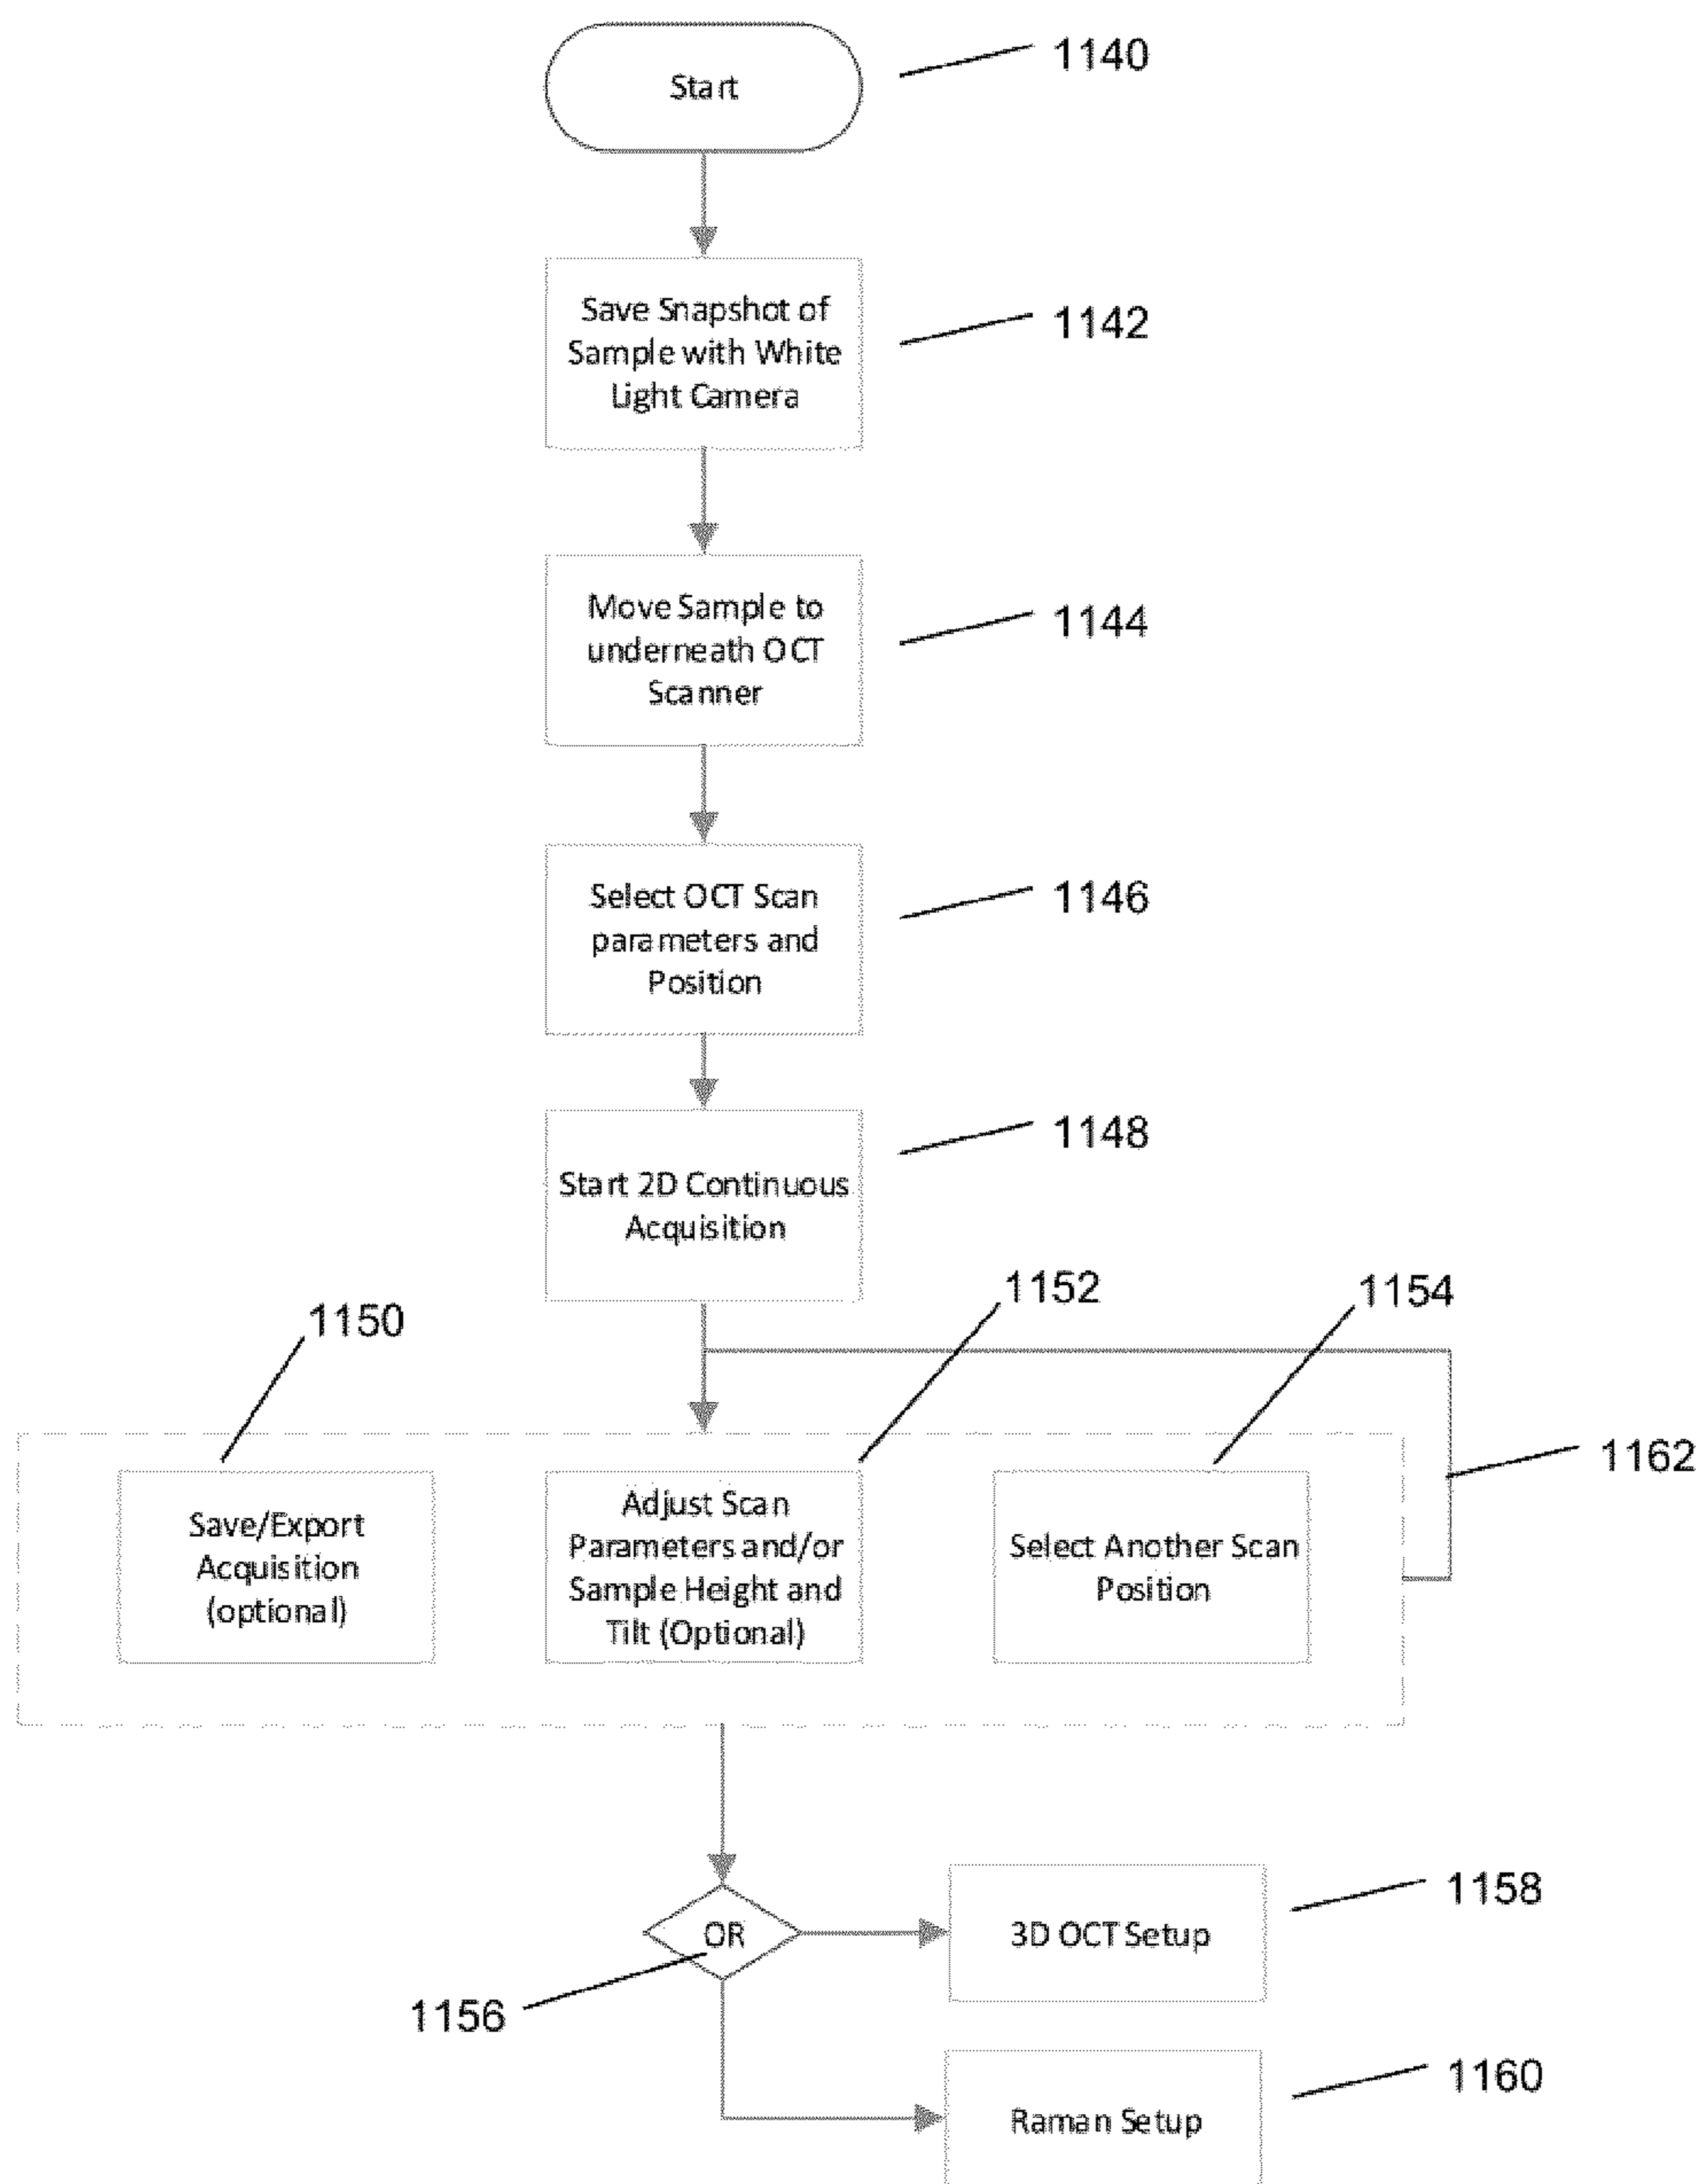 Start
1140
Save Snapshot of
Sample with White
Light Camera
1142
Move Sample to
underneath OCT
Scanner
1144
Select OCT Scan
parameters and
Position
1146
Start 2D Continuous
Acquisition
1148
1150
1152
1154
Save/Export
Acquisition
(optional)
Adjust Scan
Parameters and/or
Sample Height and
Tilt (Optional)
Select Another Scan
Position
1162
OR
1156
3D OCT Setup
1158
Raman Setup
1160